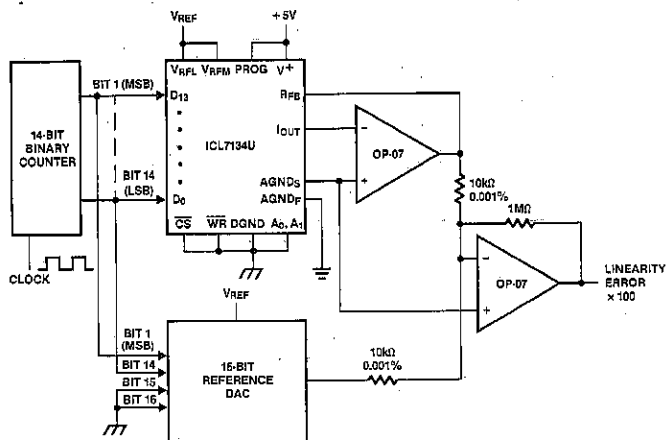 VREF
+5V
VRFL VRFM PROG V+
BIT 1 (MSB)
D13
RFB
14-BIT
BINARY
COUNTER
ICL7134U
IOUT
OP-07
BIT 14
(LSB)
D0
AGNDS
AGNDF
10kΩ
0.001%
1MΩ
CS WR DGND A0, A1
CLOCK
OP-07
LINEARITY
ERROR
× 100
VREF
BIT 1
(MSB)
BIT 14
BIT 15
BIT 16
16-BIT
REFERENCE
DAC
10kΩ
0.001%